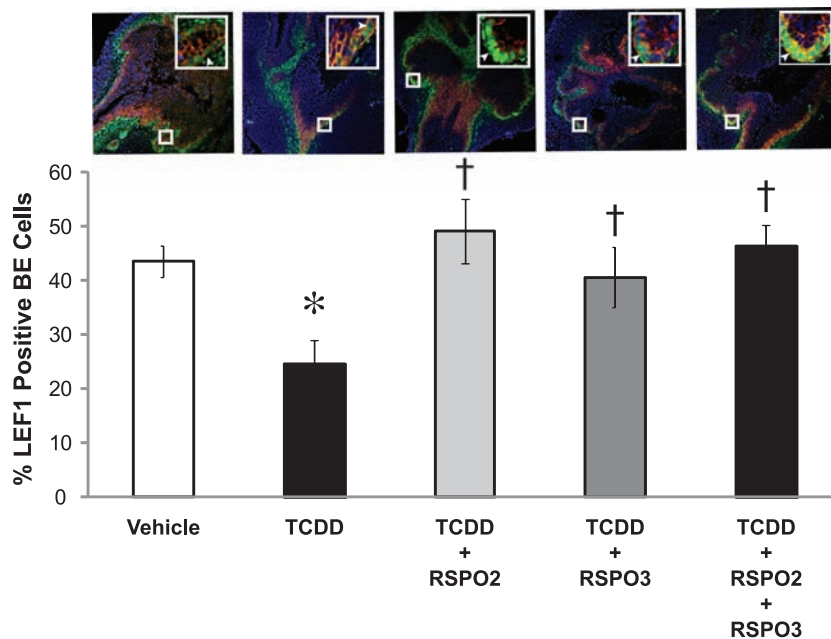 60
50
40
30
20
10
0
% LEF1 Positive BE Cells
†
*
†
†
Vehicle
TCDD
TCDD
+
RSPO2
TCDD
+
RSPO3
TCDD
+
RSPO2
+
RSPO3